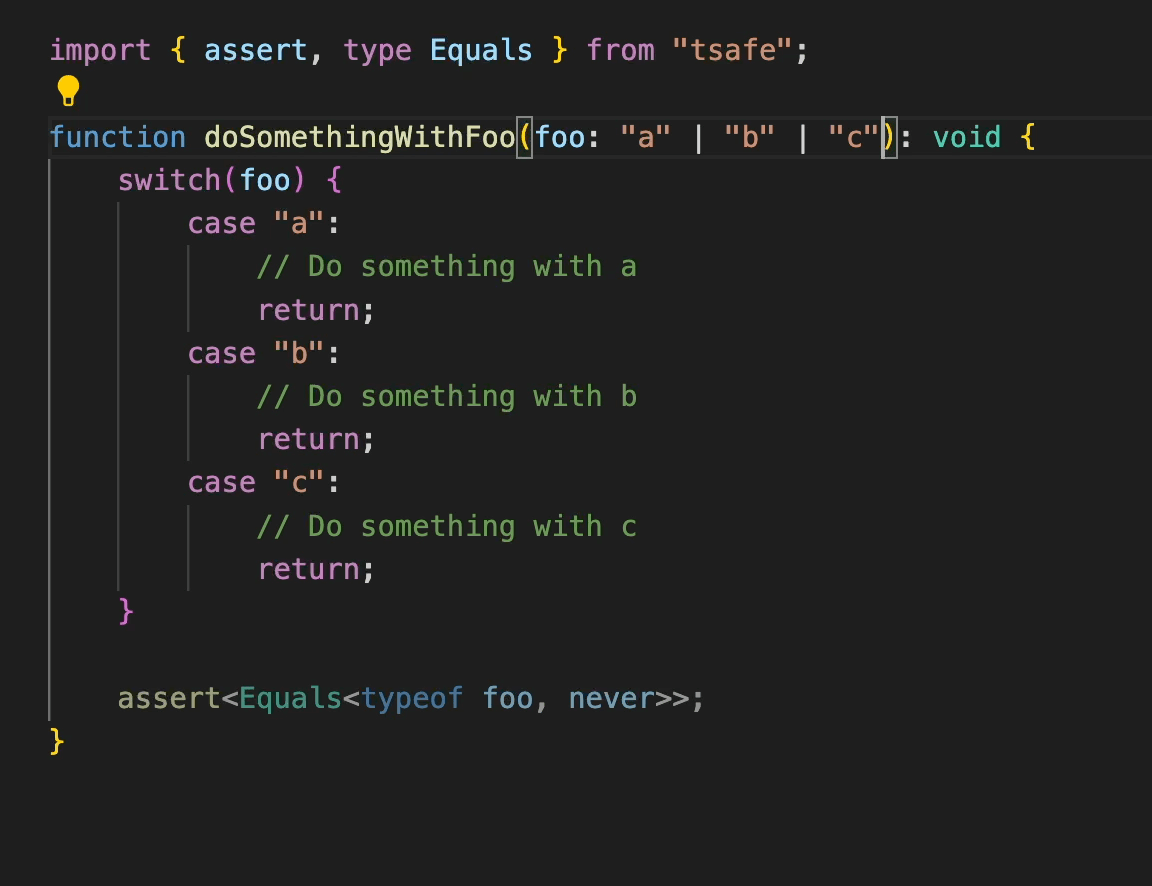 import { assert, type Equals } from "tsafe";
function doSomethingWithFoo(foo: "a" | "b" | "c"): void {
switch(foo) {
case "a":
// Do something with a
return;
case "b":
// Do something with b
return;
case "c":
// Do something with c
return;
}
assert<Equals<typeof foo, never>>;
}